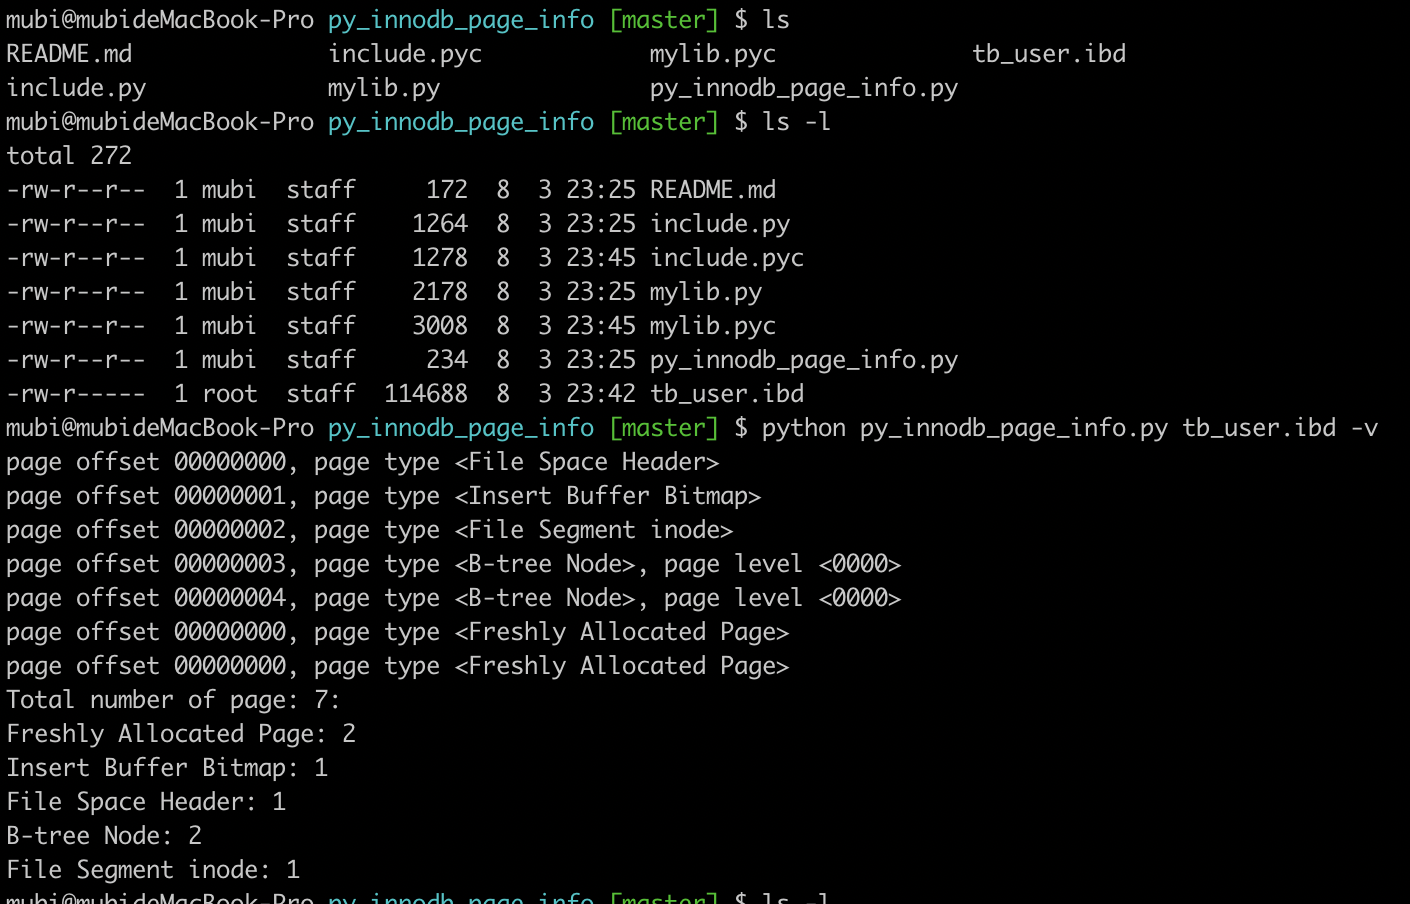 mubi@mubideMacBook-Pro py_innodb_page_info [master] $ ls
README.md              include.pyc            mylib.pyc              tb_user.ibd
include.py             mylib.py               py_innodb_page_info.py
mubi@mubideMacBook-Pro py_innodb_page_info [master] $ ls -l
total 272
-rw-r--r--  1 mubi  staff     172  8  3 23:25 README.md
-rw-r--r--  1 mubi  staff    1264  8  3 23:25 include.py
-rw-r--r--  1 mubi  staff    1278  8  3 23:45 include.pyc
-rw-r--r--  1 mubi  staff    2178  8  3 23:25 mylib.py
-rw-r--r--  1 mubi  staff    3008  8  3 23:45 mylib.pyc
-rw-r--r--  1 mubi  staff     234  8  3 23:25 py_innodb_page_info.py
-rw-r-----  1 root  staff  114688  8  3 23:42 tb_user.ibd
mubi@mubideMacBook-Pro py_innodb_page_info [master] $ python py_innodb_page_info.py tb_user.ibd -v
page offset 00000000, page type <File Space Header>
page offset 00000001, page type <Insert Buffer Bitmap>
page offset 00000002, page type <File Segment inode>
page offset 00000003, page type <B-tree Node>, page level <0000>
page offset 00000004, page type <B-tree Node>, page level <0000>
page offset 00000000, page type <Freshly Allocated Page>
page offset 00000000, page type <Freshly Allocated Page>
Total number of page: 7:
Freshly Allocated Page: 2
Insert Buffer Bitmap: 1
File Space Header: 1
B-tree Node: 2
File Segment inode: 1
mubi@mubideMacBook-Pro py_innodb_page_info [master] $ ls -l